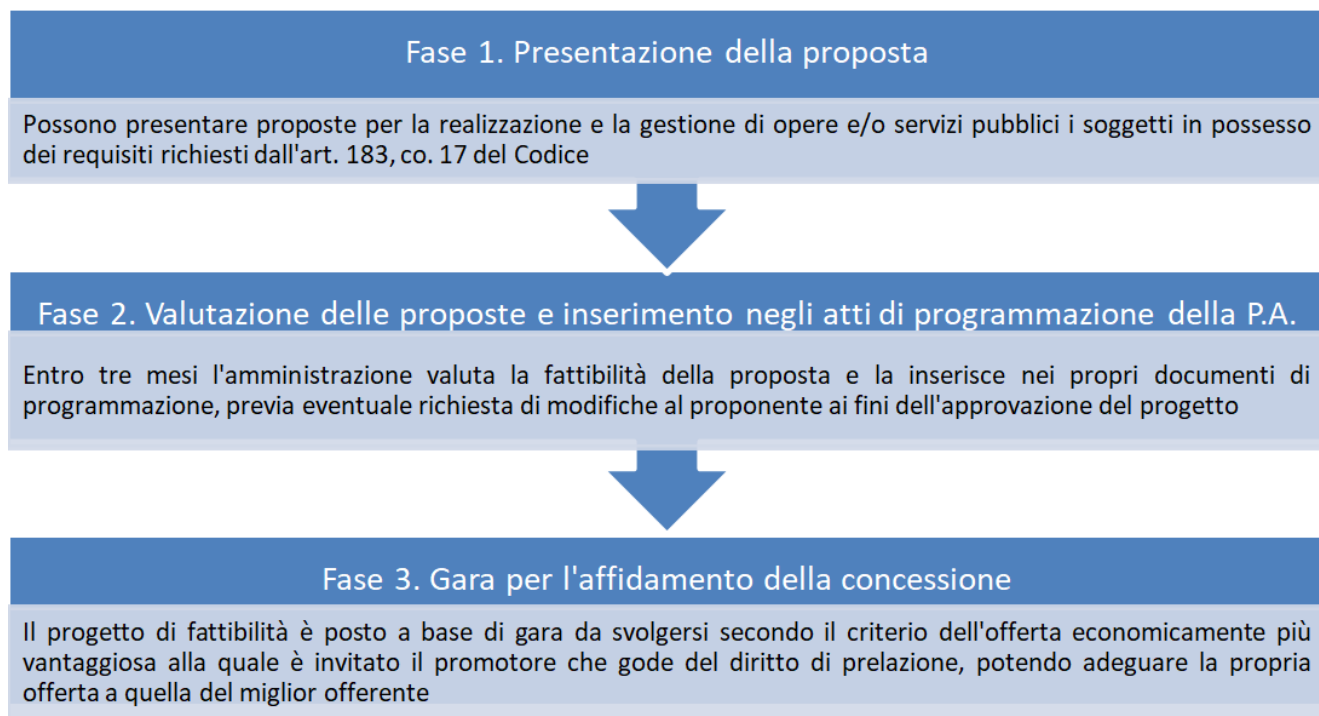 Fase 1. Presentazione della proposta
Possono presentare proposte per la realizzazione e la gestione di opere e/o servizi pubblici i soggetti in possesso
dei requisiti richiesti dall'art. 183, co. 17 del Codice
Fase 2. Valutazione delle proposte e inserimento negli atti di programmazione della P.A.
Entro tre mesi l'amministrazione valuta la fattibilità della proposta e la inserisce nei propri documenti di
programmazione, previa eventuale richiesta di modifiche al proponente ai fini dell'approvazione del progetto
Fase 3. Gara per l'affidamento della concessione
Il progetto di fattibilità è posto a base di gara da svolgersi secondo il criterio dell'offerta economicamente più
vantaggiosa alla quale è invitato il promotore che gode del diritto di prelazione, potendo adeguare la propria
offerta a quella del miglior offerente